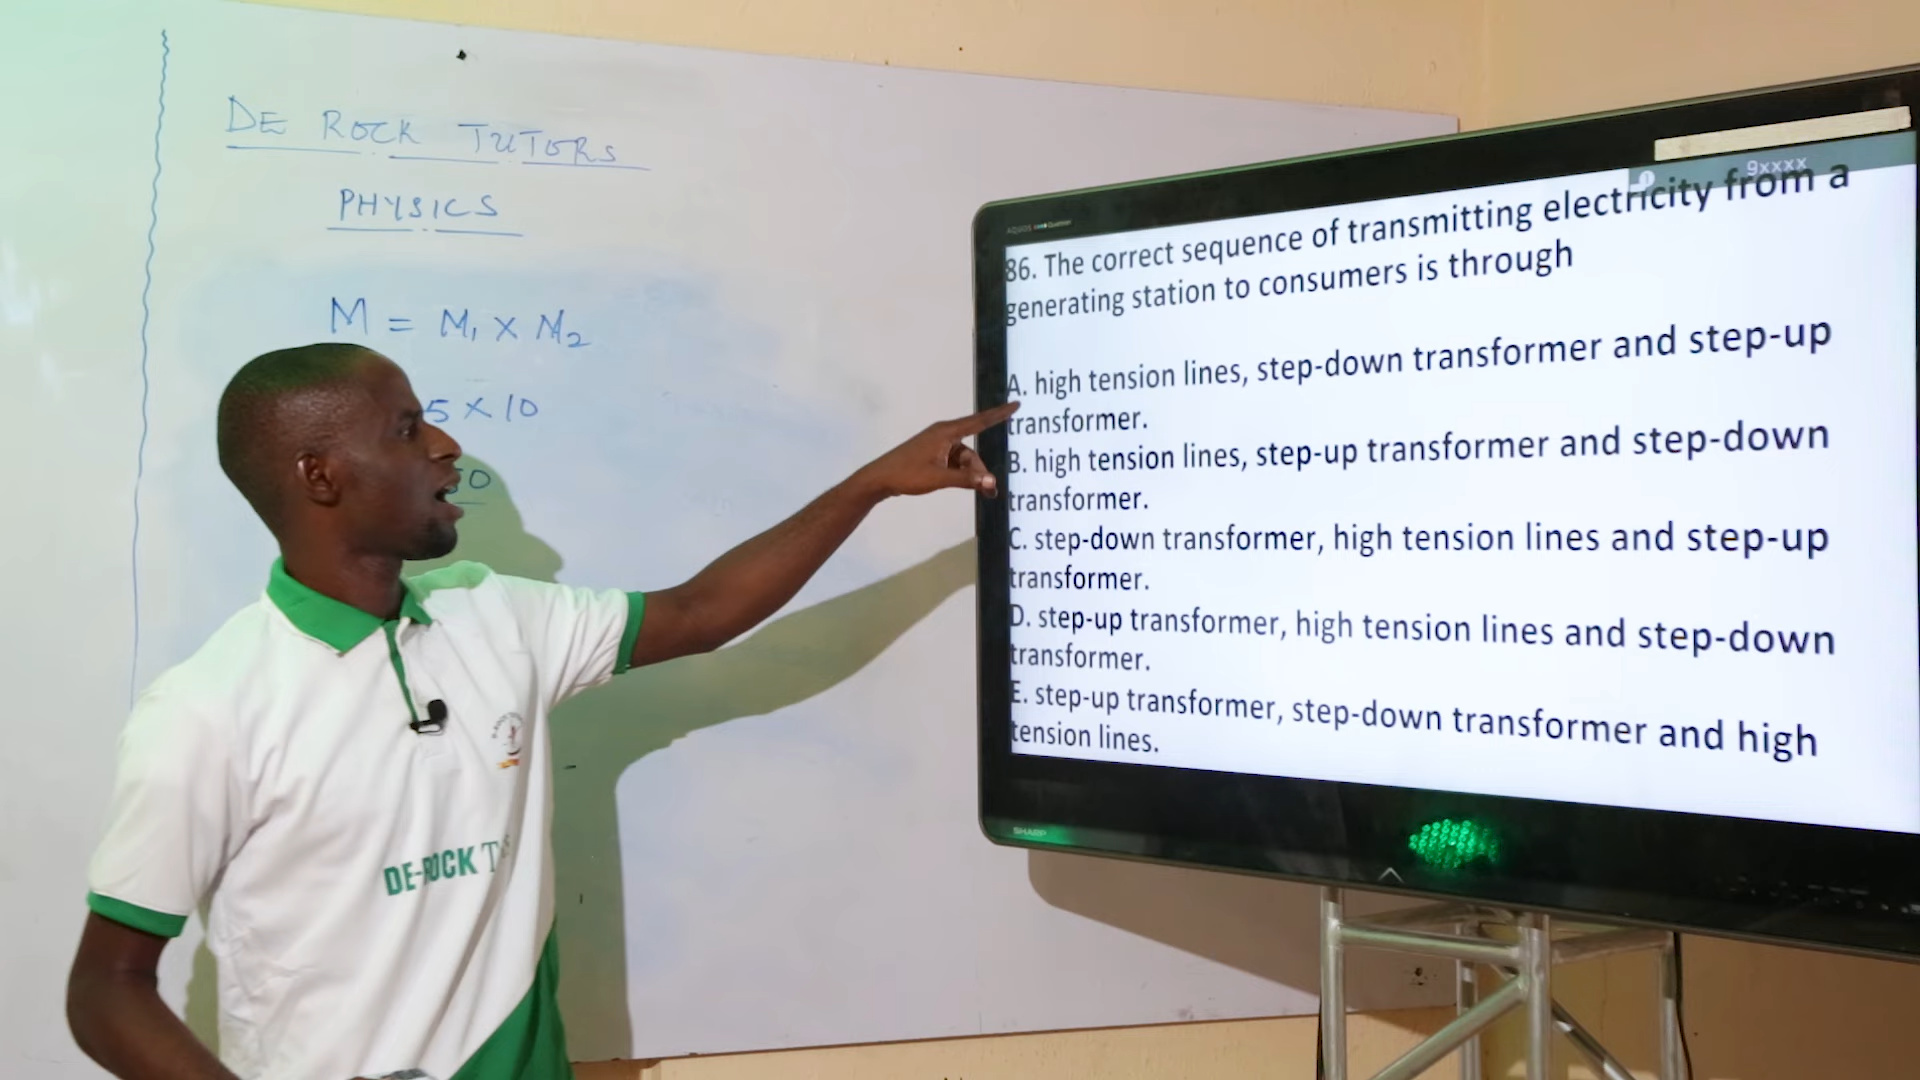 DE ROCK TUTORS
PHYSICS
M = M₁ X M₂
5 X 10
50
DE-ROCK T
AQUOS
9xxxx
86. The correct sequence of transmitting electricity from a
generating station to consumers is through
A. high tension lines, step-down transformer and step-up
transformer.
B. high tension lines, step-up transformer and step-down
transformer.
C. step-down transformer, high tension lines and step-up
transformer.
D. step-up transformer, high tension lines and step-down
transformer.
E. step-up transformer, step-down transformer and high
tension lines.
SHARP